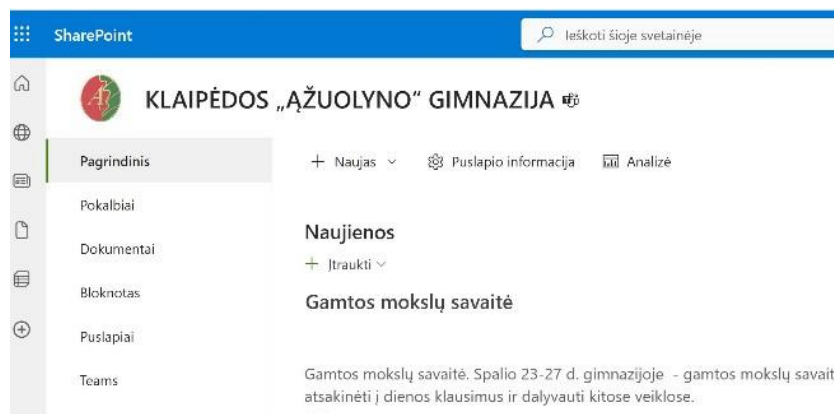 SharePoint
Ieškoti šioje svetainėje
KLAIPĖDOS „ĄŽUOLYNO“ GIMNAZIJA
Pagrindinis
+ Naujas
Puslapio informacija
Analizė
Pokalbiai
Dokumentai
Bloknotas
Puslapiai
Teams
Naujienos
+ Įtraukti
Gamtos mokslų savaitė
Gamtos mokslų savaitė. Spalio 23-27 d. gimnazijoje - gamtos mokslų savait
atsakinėti į dienos klausimus ir dalyvauti kitose veiklose.